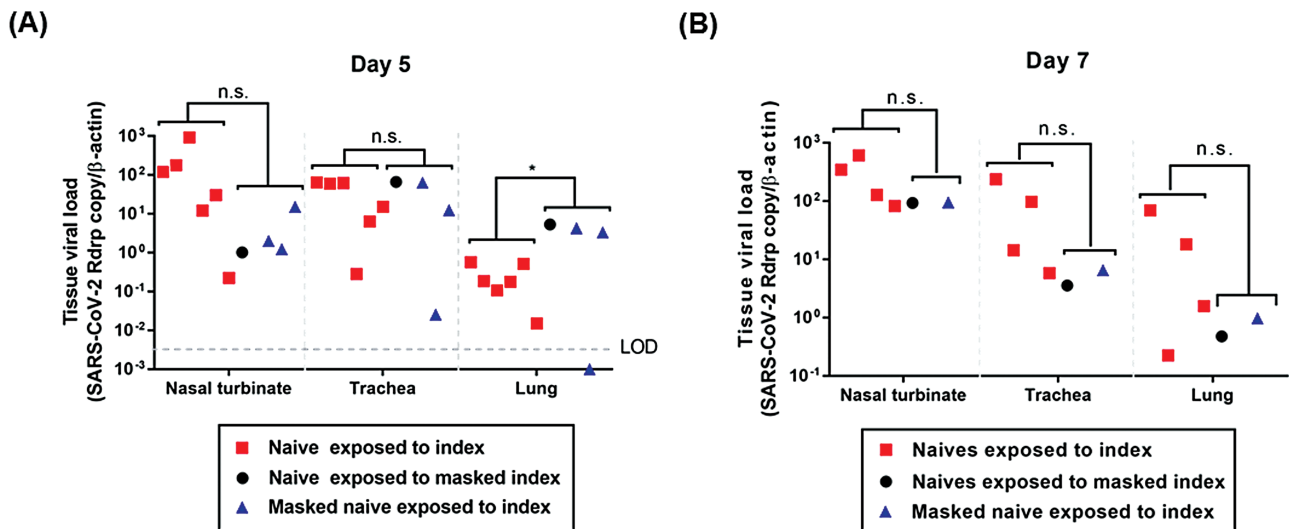 (A)
Day 5
Tissue viral load
(SARS-CoV-2 Rdrp copy/β-actin)
10³
10²
10¹
10⁰
10⁻¹
10⁻²
10⁻³
n.s.
n.s.
*
LOD
Nasal turbinate
Trachea
Lung
Naive exposed to index
Naive exposed to masked index
Masked naive exposed to index
(B)
Day 7
Tissue viral load
(SARS-CoV-2 Rdrp copy/β-actin)
10³
10²
10¹
10⁰
10⁻¹
n.s.
n.s.
n.s.
Nasal turbinate
Trachea
Lung
Naives exposed to index
Naives exposed to masked index
Masked naive exposed to index